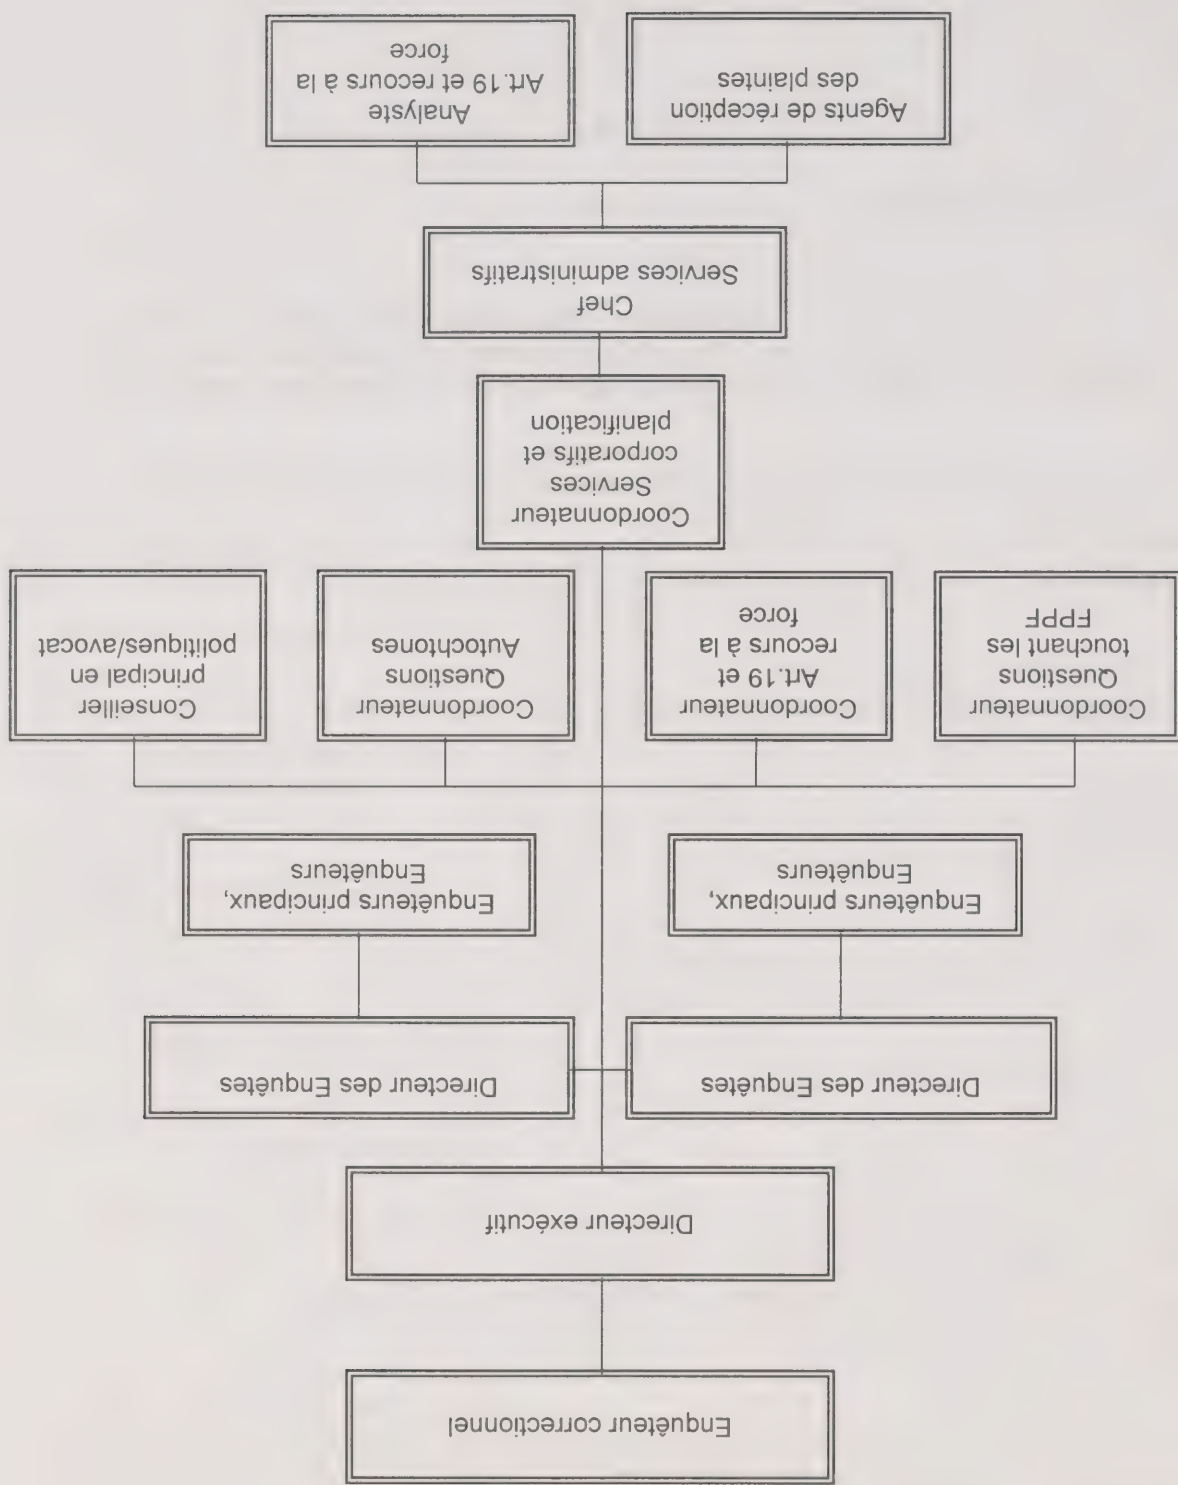 Enquêteur correctionnel
Directeur exécutif
Directeur des Enquêtes
Directeur des Enquêtes
Enquêteurs principaux,
Enquêteurs
Enquêteurs principaux,
Enquêteurs
Coordonnateur
Questions
touchant les
FPPF
Coordonnateur
Art.19 et
recours à la
force
Coordonnateur
Questions
Autochtones
Conseiller
principal en
politiques/avocat
Coordonnateur
Services
corporatifs et
planification
Chef
Services administratifs
Agents de réception
des plaintes
Analyste
Art.19 et recours à la
force